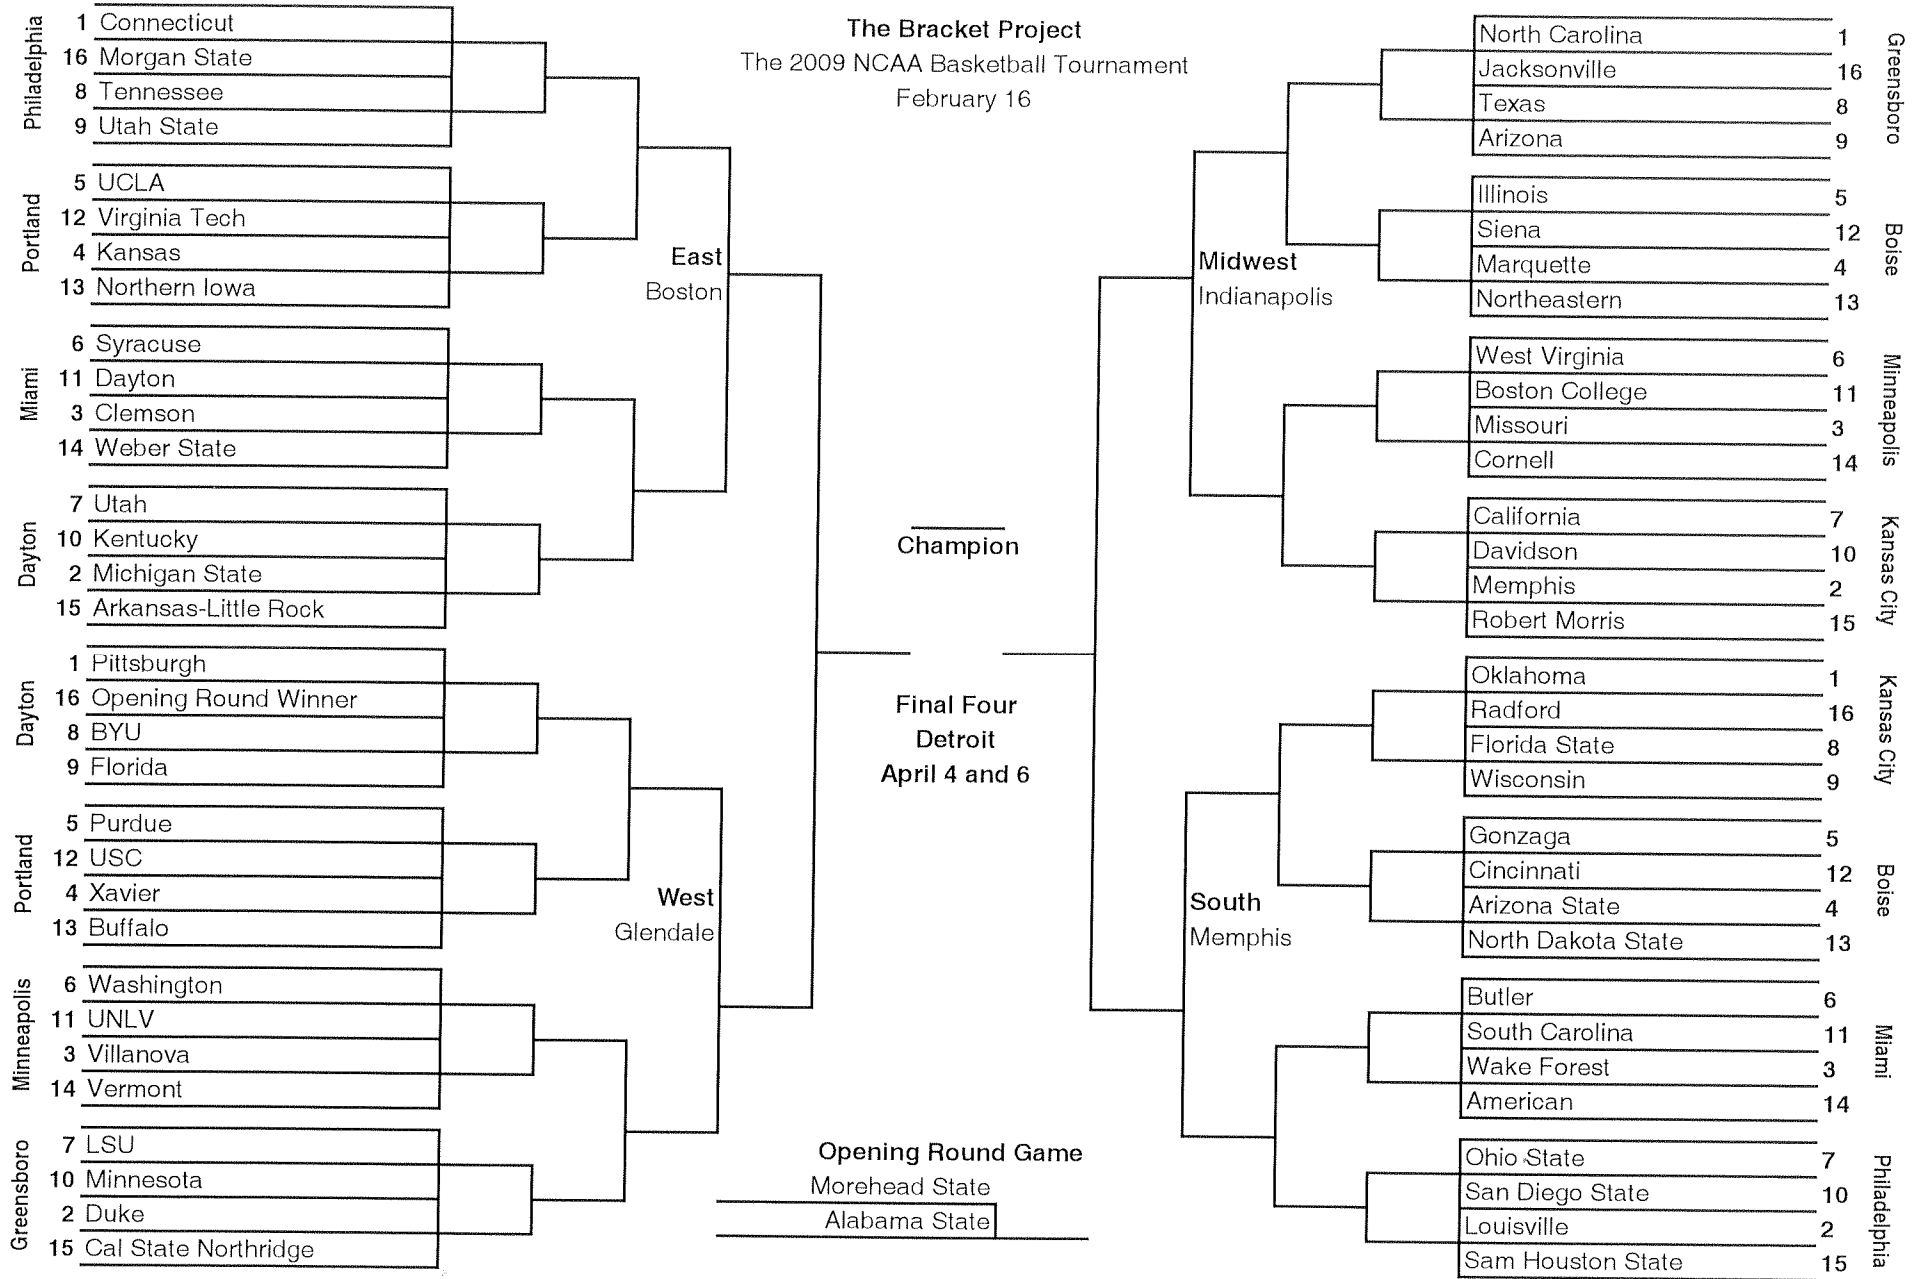 The Bracket Project
The 2009 NCAA Basketball Tournament
February 16
Philadelphia
1 Connecticut
16 Morgan State
8 Tennessee
9 Utah State
Portland
5 UCLA
12 Virginia Tech
4 Kansas
13 Northern Iowa
East
Boston
Miami
6 Syracuse
11 Dayton
3 Clemson
14 Weber State
Dayton
7 Utah
10 Kentucky
2 Michigan State
15 Arkansas-Little Rock
Dayton
1 Pittsburgh
16 Opening Round Winner
8 BYU
9 Florida
Portland
5 Purdue
12 USC
4 Xavier
13 Buffalo
West
Glendale
Minneapolis
6 Washington
11 UNLV
3 Villanova
14 Vermont
Greensboro
7 LSU
10 Minnesota
2 Duke
15 Cal State Northridge
Champion
Final Four
Detroit
April 4 and 6
Opening Round Game
Morehead State
Alabama State
North Carolina 1
Jacksonville 16
Texas 8
Arizona 9
Greensboro
Illinois 5
Siena 12
Marquette 4
Northeastern 13
Boise
Midwest
Indianapolis
West Virginia 6
Boston College 11
Missouri 3
Cornell 14
Minneapolis
California 7
Davidson 10
Memphis 2
Robert Morris 15
Kansas City
Oklahoma 1
Radford 16
Florida State 8
Wisconsin 9
Kansas City
Gonzaga 5
Cincinnati 12
Arizona State 4
North Dakota State 13
Boise
South
Memphis
Butler 6
South Carolina 11
Wake Forest 3
American 14
Miami
Ohio State 7
San Diego State 10
Louisville 2
Sam Houston State 15
Philadelphia